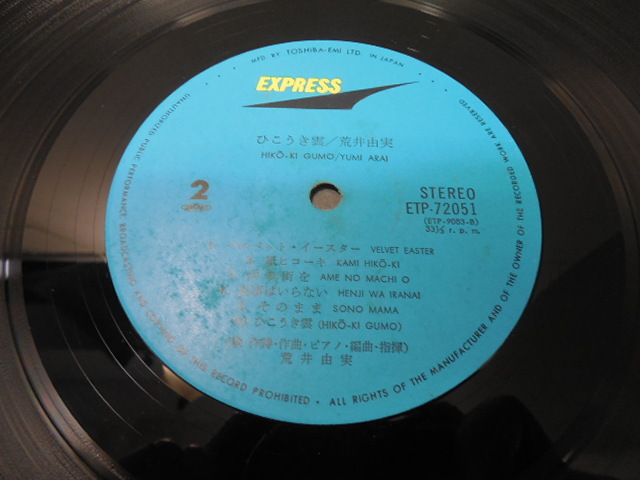 MFD. BY TOSHIBA-EMI LTD. IN JAPAN
EXPRESS
ひこうき雲/荒井由実
HIKŌ-KI GUMO/YUMI ARAI
2
STEREO
ETP-72051
(ETP-9083-B)
33⅓ r. p. m.
・イースター VELVET EASTER
紙ヒコーキ KAMI HIKŌ-KI
街を AME NO MACHI O
はいらない HENJI WA IRANAI
そのまま SONO MAMA
ひこうき雲 (HIKŌ-KI GUMO)
作詩・作曲・ピアノ・編曲・指揮)
荒井由実
ALL RIGHTS OF THE MANUFACTURER AND OF THE OWNER OF THE RECORDED WORK ARE RESERVED
UNAUTHORIZED PUBLIC PERFORMANCE, BROADCASTING AND COPYING OF THIS RECORD PROHIBITED